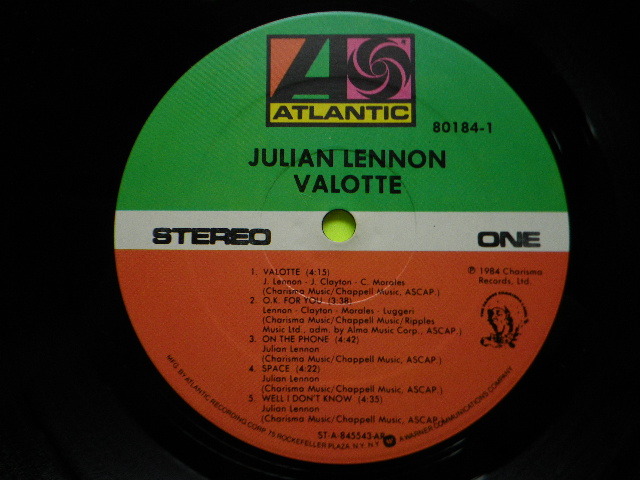 ATLANTIC
80184-1
JULIAN LENNON
VALOTTE
STEREO
ONE
1. VALOTTE (4:15)
J. Lennon - J. Clayton - C. Morales
(Charisma Music/Chappell Music, ASCAP.)
2. O.K. FOR YOU (3:38)
Lennon - Clayton - Morales - Luggeri
(Charisma Music/Chappell Music/Ripples
Music Ltd., adm. by Almo Music Corp., ASCAP.)
3. ON THE PHONE (4:42)
Julian Lennon
(Charisma Music/Chappell Music, ASCAP.)
4. SPACE (4:22)
Julian Lennon
(Charisma Music/Chappell Music, ASCAP.)
5. WELL I DON'T KNOW (4:35)
Julian Lennon
(Charisma Music/Chappell Music, ASCAP.)
℗ 1984 Charisma
Records, Ltd.
ST-A-845543-AR
MFG. BY ATLANTIC RECORDING CORP. 75 ROCKEFELLER PLAZA, N.Y. N.Y. A WARNER COMMUNICATIONS COMPANY